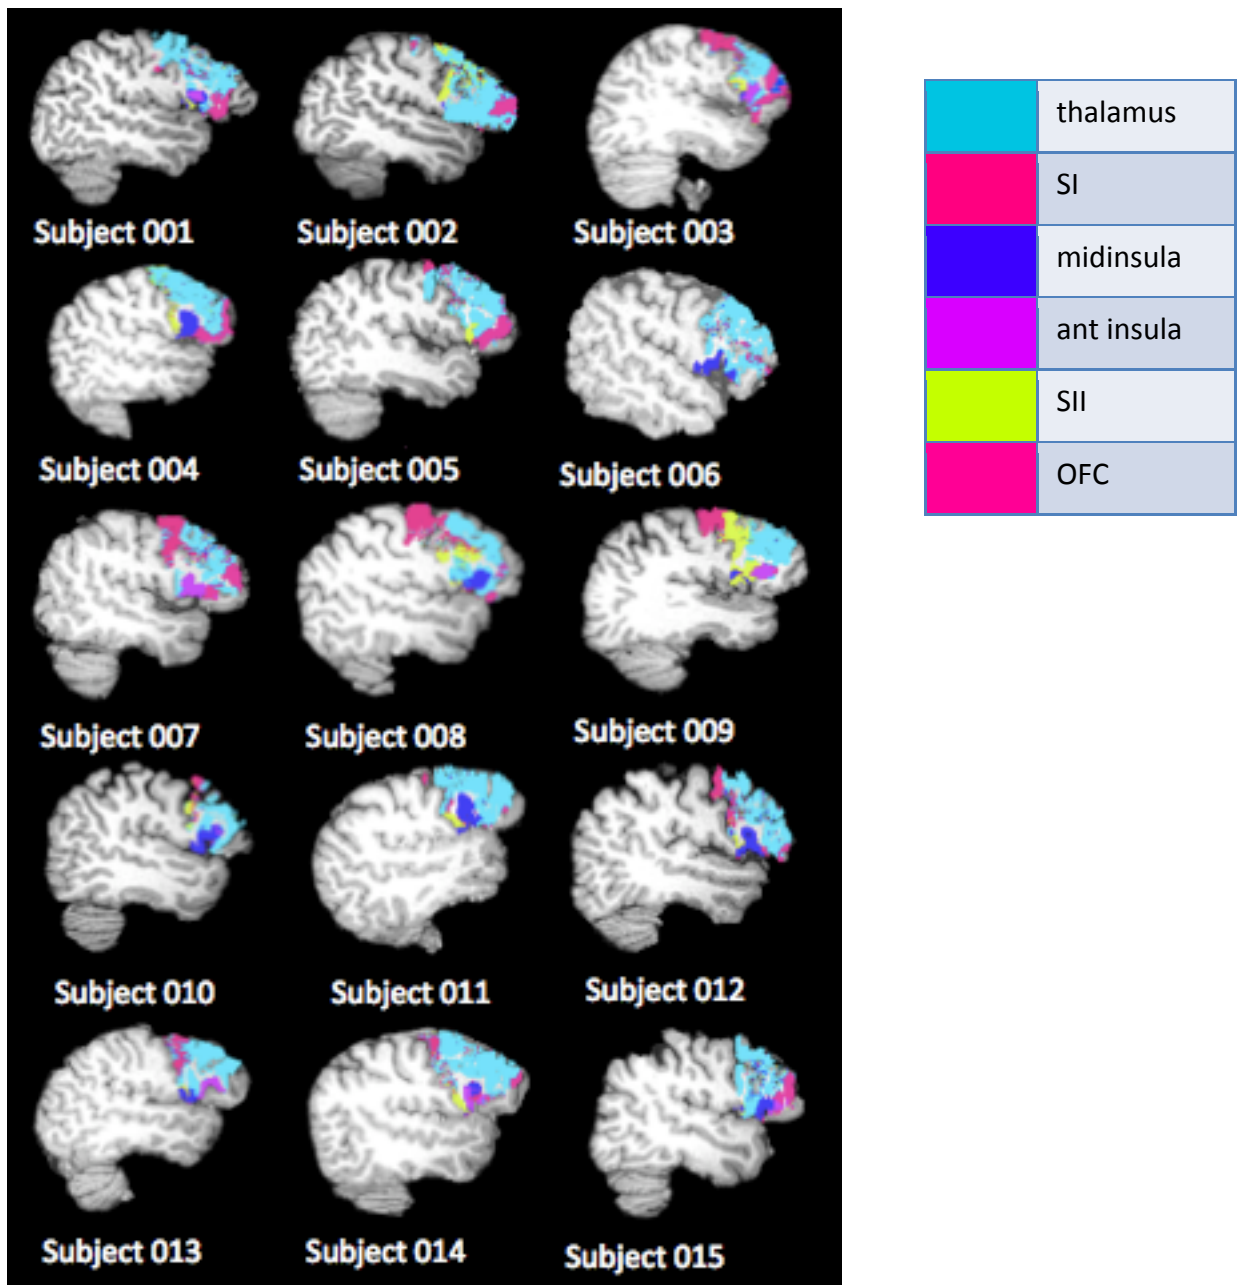 Subject 001
Subject 002
Subject 003
Subject 004
Subject 005
Subject 006
Subject 007
Subject 008
Subject 009
Subject 010
Subject 011
Subject 012
Subject 013
Subject 014
Subject 015
thalamus
SI
midinsula
ant insula
SII
OFC